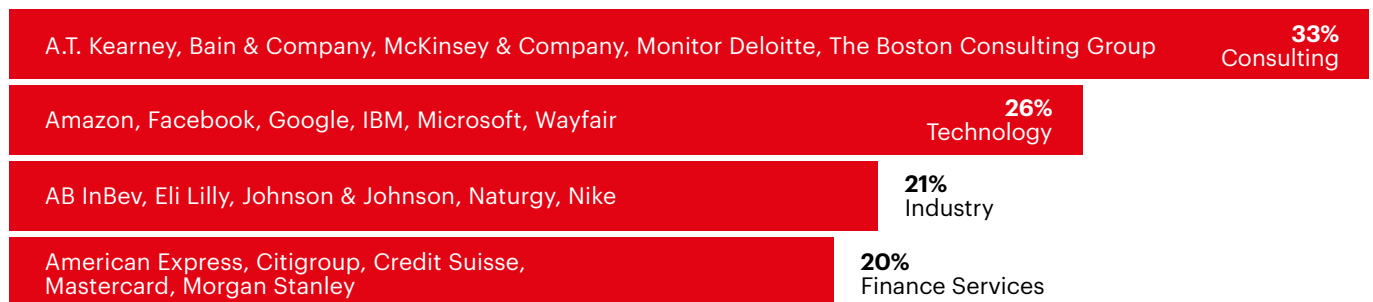 A.T. Kearney, Bain & Company, McKinsey & Company, Monitor Deloitte, The Boston Consulting Group
33%
Consulting
Amazon, Facebook, Google, IBM, Microsoft, Wayfair
26%
Technology
AB InBev, Eli Lilly, Johnson & Johnson, Naturgy, Nike
21%
Industry
American Express, Citigroup, Credit Suisse,
Mastercard, Morgan Stanley
20%
Finance Services